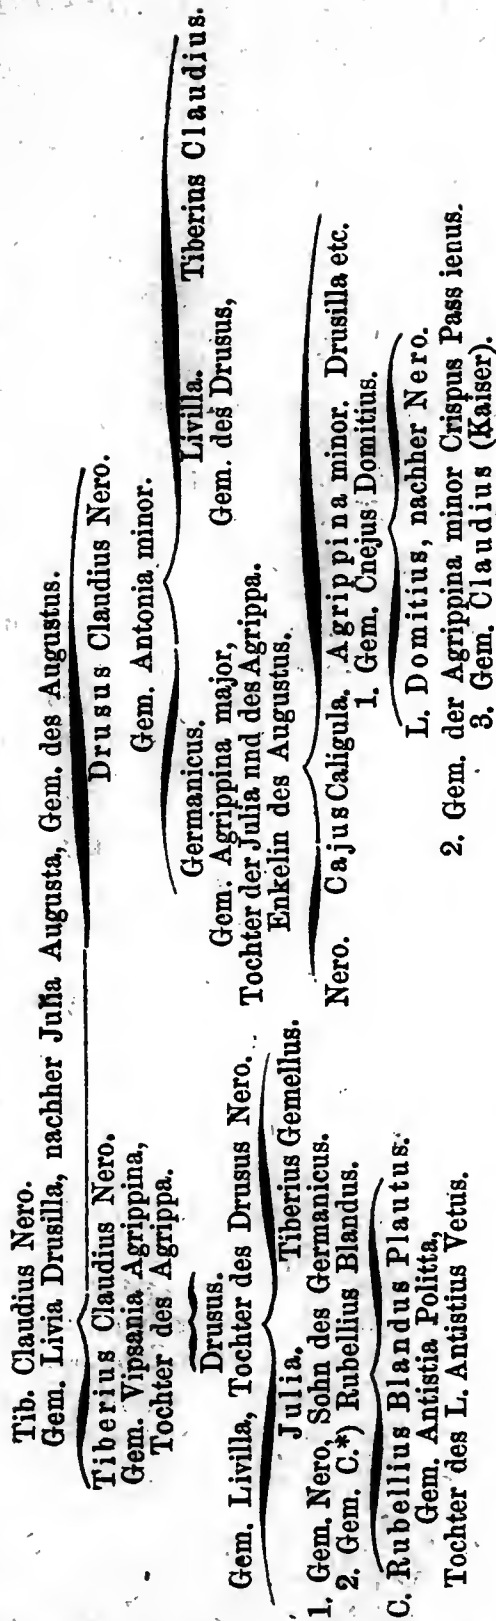 Tib. Claudius Nero.
Gem. Livia Drusilla, nachher Julia Augusta, Gem. des Augustus.
Tiberius Claudius Nero.
Gem. Vipsania Agrippina,
Tochter des Agrippa.
Drusus Claudius Nero.
Gem. Antonia minor.
Drusus.
Gem. Livilla, Tochter des Drusus Nero.
Germanicus.
Gem. Agrippina major,
Tochter der Julia und des Agrippa.
Enkelin des Augustus.
Livilla.
Gem. des Drusus,
Tiberius Claudius.
Julia.
1. Gem. Nero, Sohn des Germanicus.
2. Gem. C.*) Rubellius Blandus.
Tiberius Gemellus.
Nero. Cajus Caligula. Agrippina minor. Drusilla etc.
1. Gem. Cnejus Domitius.
C. Rubellius Blandus Plautus.
Gem. Antistia Politta,
Tochter des L. Antistius Vetus.
L. Domitius, nachher Nero.
2. Gem. der Agrippina minor Crispus Pass ienus.
3. Gem. Claudius (Kaiser).